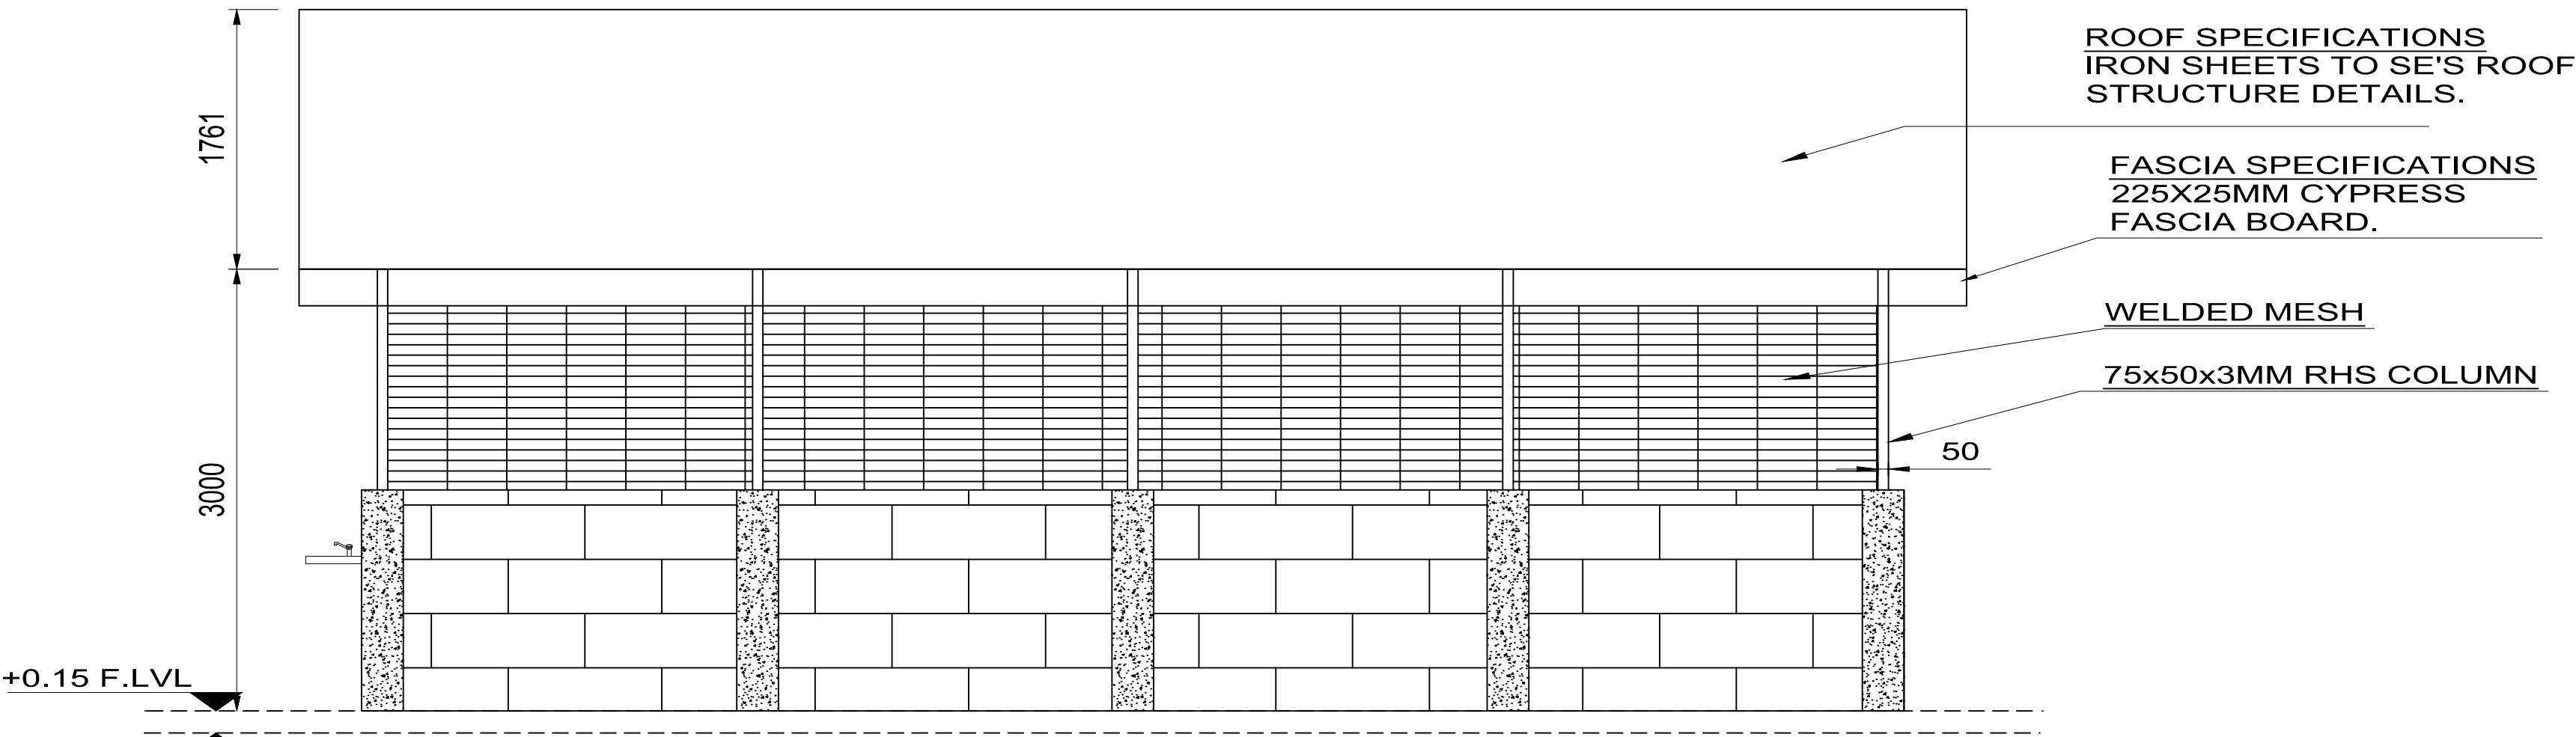 ROOF SPECIFICATIONS
IRON SHEETS TO SE'S ROOF
STRUCTURE DETAILS.
1761
FASCIA SPECIFICATIONS
225X25MM CYPRESS
FASCIA BOARD.
WELDED MESH
75x50x3MM RHS COLUMN
50
3000
+0.15 F.LVL